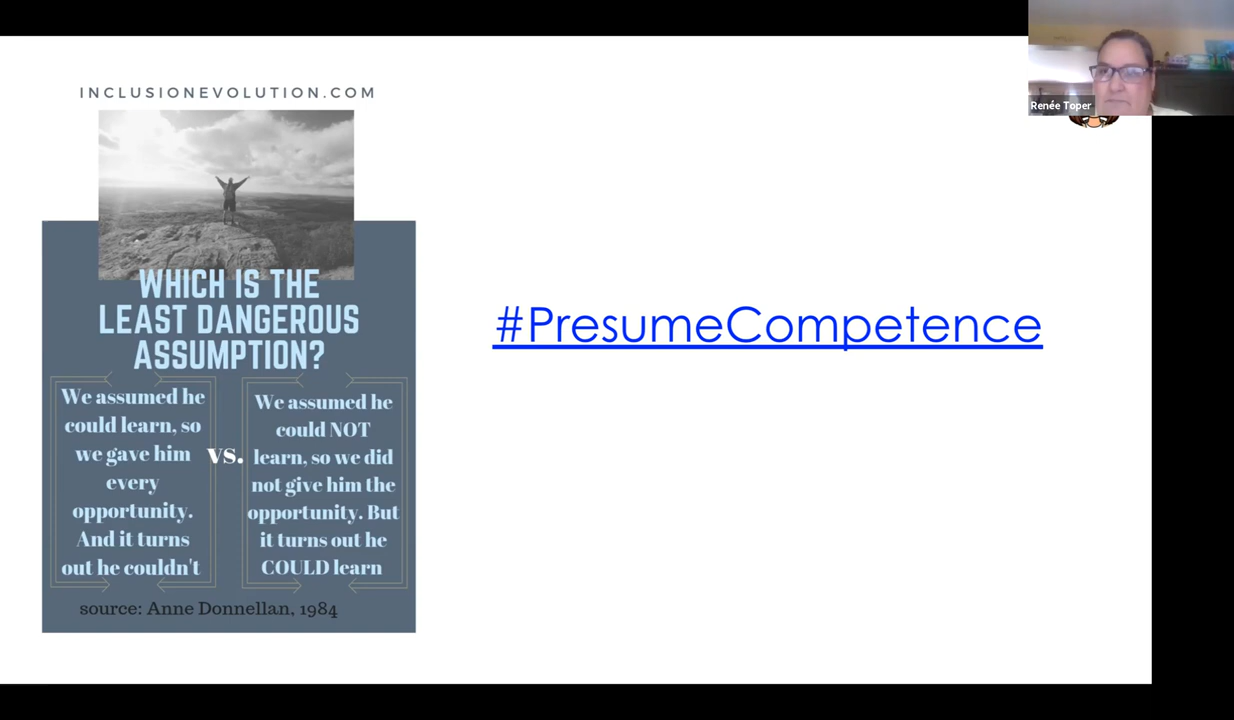 INCLUSIONEVOLUTION.COM
WHICH IS THE
LEAST DANGEROUS
ASSUMPTION?
We assumed he
could learn, so
we gave him
every
opportunity.
And it turns
out he couldn't
vs.
We assumed he
could NOT
learn, so we did
not give him the
opportunity. But
it turns out he
COULD learn
source: Anne Donnellan, 1984
#PresumeCompetence
Renée Toper